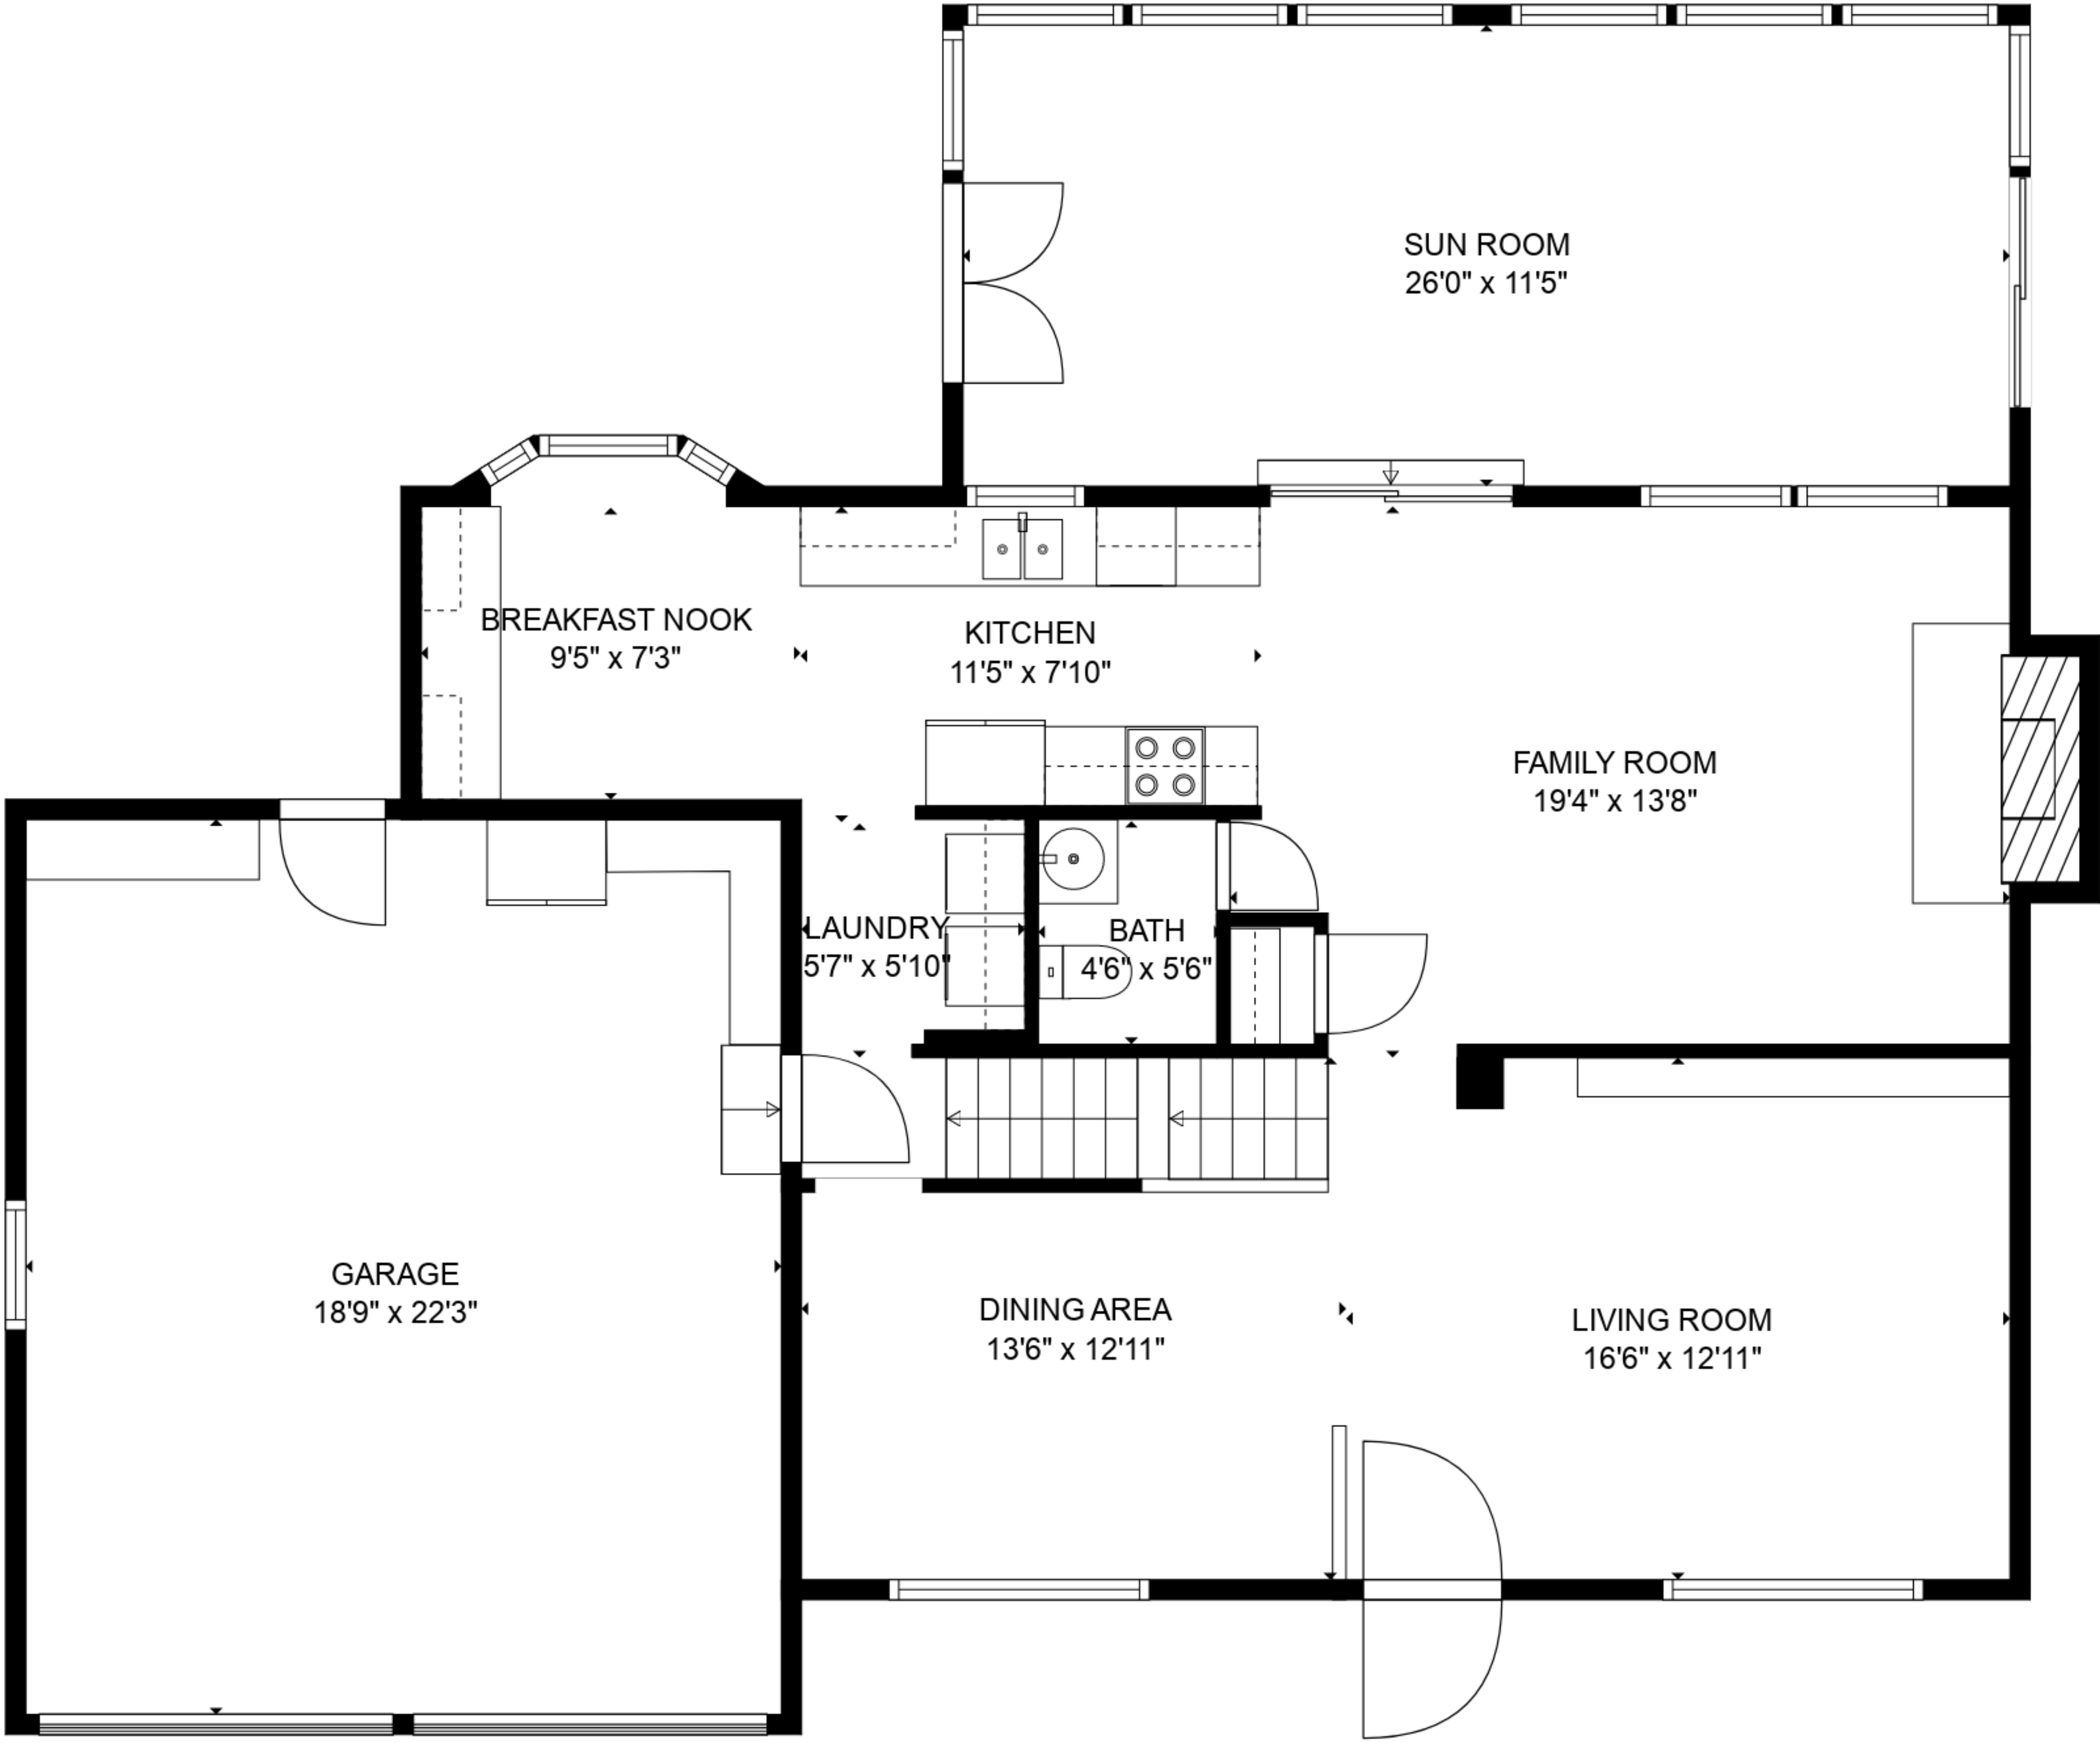 SUN ROOM
26'0" x 11'5"
BREAKFAST NOOK
9'5" x 7'3"
KITCHEN
11'5" x 7'10"
FAMILY ROOM
19'4" x 13'8"
LAUNDRY
5'7" x 5'10"
BATH
4'6" x 5'6"
GARAGE
18'9" x 22'3"
DINING AREA
13'6" x 12'11"
LIVING ROOM
16'6" x 12'11"